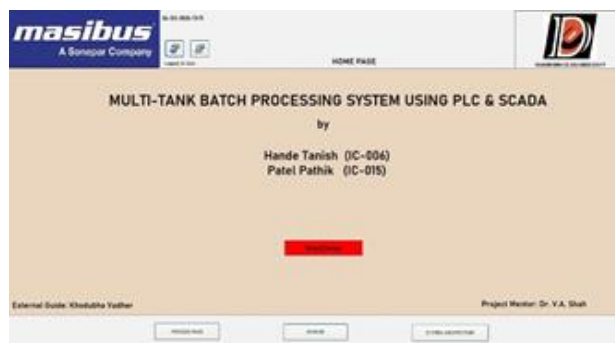 masibus
A Sonepar Company
HOME PAGE
MULTI-TANK BATCH PROCESSING SYSTEM USING PLC & SCADA
by
Hande Tanish (IC-006)
Patel Pathik (IC-015)
External Guide: Khodubha Vadher
Project Mentor: Dr. V.A. Shah